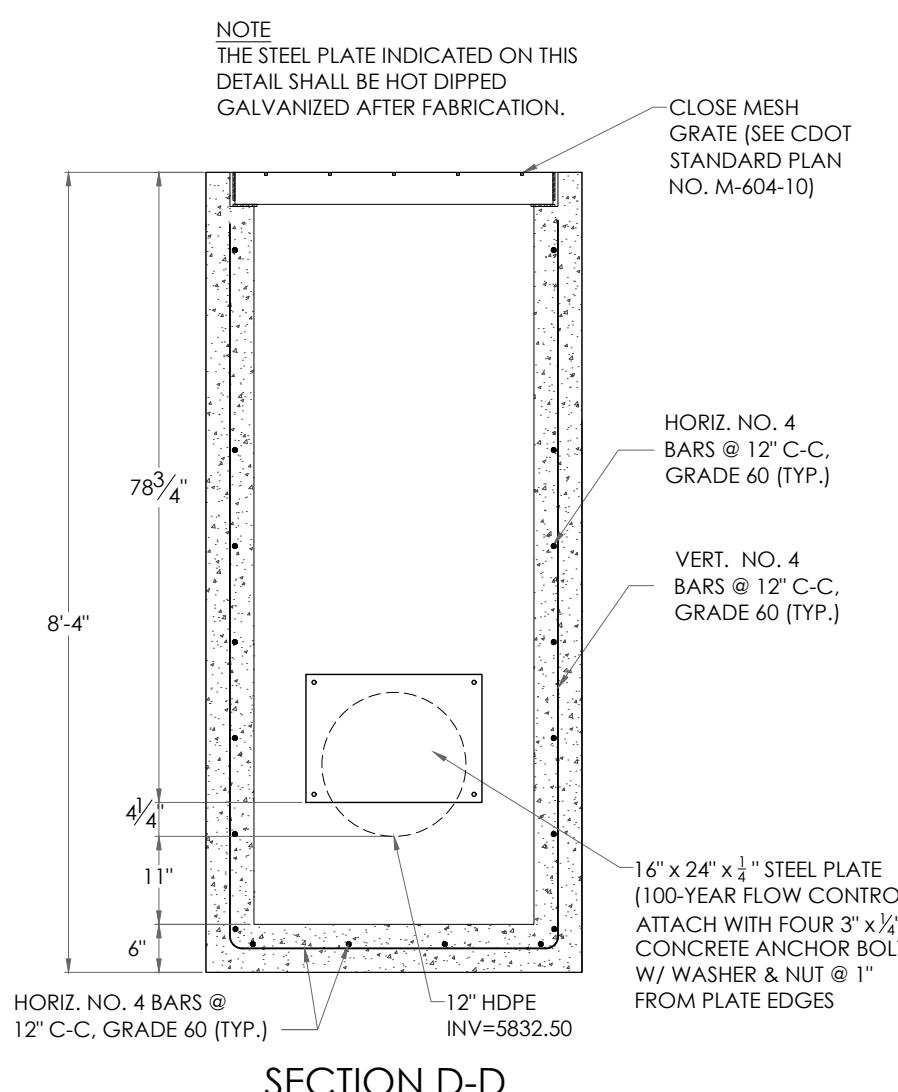 NOTE
THE STEEL PLATE INDICATED ON THIS
DETAIL SHALL BE HOT DIPPED
GALVANIZED AFTER FABRICATION.
CLOSE MESH
GRATE (SEE CDOT
STANDARD PLAN
NO. M-604-10)
HORIZ. NO. 4
BARS @ 12" C-C,
GRADE 60 (TYP.)
78 3/4"
VERT. NO. 4
BARS @ 12" C-C,
GRADE 60 (TYP.)
8'-4"
4 1/4"
11"
6"
16" x 24" x 1/4" STEEL PLATE
(100-YEAR FLOW CONTRO
ATTACH WITH FOUR 3" x 1/4"
CONCRETE ANCHOR BOL
W/ WASHER & NUT @ 1"
FROM PLATE EDGES
HORIZ. NO. 4 BARS @
12" C-C, GRADE 60 (TYP.)
12" HDPE
INV=5832.50
SECTION D-D